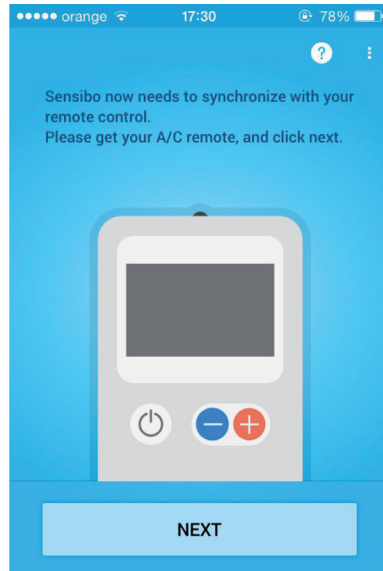 orange 17:30 78%
?
Sensibo now needs to synchronize with your
remote control.
Please get your A/C remote, and click next.
NEXT